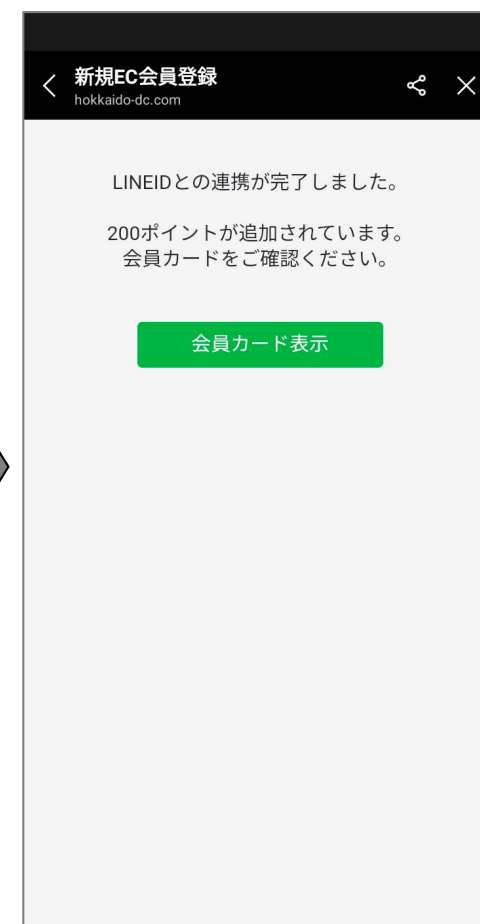 新規EC会員登録
hokkaido-dc.com
LINEIDとの連携が完了しました。
200ポイントが追加されています。
会員カードをご確認ください。
会員カード表示